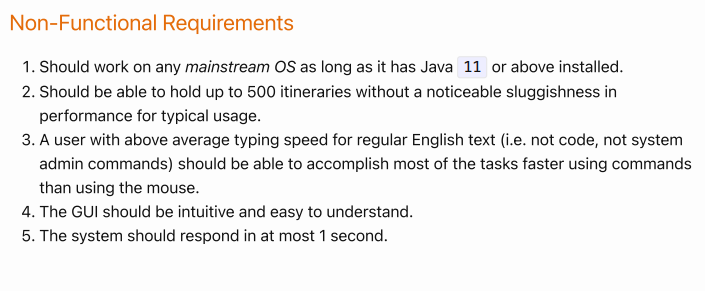 Non-Functional Requirements
1. Should work on any mainstream OS as long as it has Java 11 or above installed.
2. Should be able to hold up to 500 itineraries without a noticeable sluggishness in
performance for typical usage.
3. A user with above average typing speed for regular English text (i.e. not code, not system
admin commands) should be able to accomplish most of the tasks faster using commands
than using the mouse.
4. The GUI should be intuitive and easy to understand.
5. The system should respond in at most 1 second.